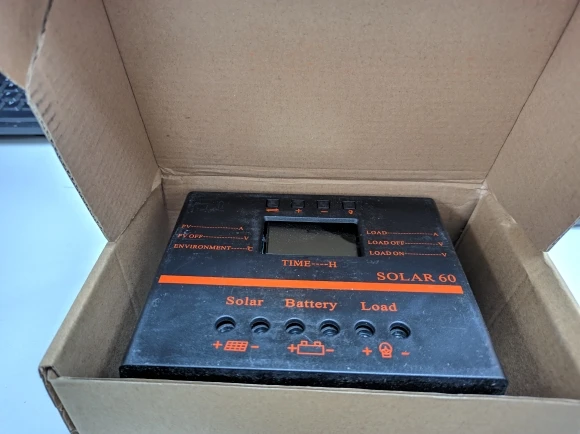 PV--------A
PV OFF--------V
ENVIRONMENT------℃
LOAD-----------A
LOAD OFF--------V
LOAD ON--------V
TIME----H
SOLAR 60
Solar Battery Load
+ - + - + -